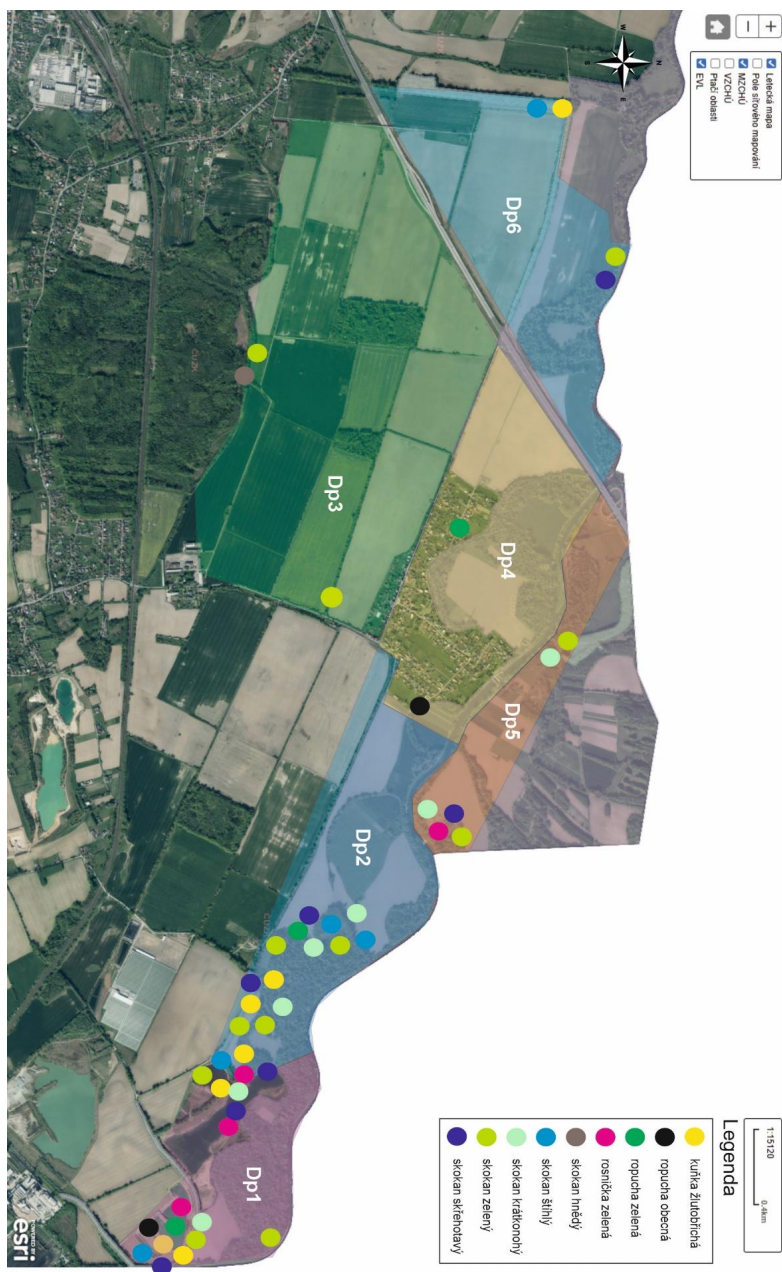 +
−
Letecká mapa
Pole síťového mapování
MZCHÚ
VZCHÚ
Ptačí oblasti
EVL
N
W
E
S
Dp6
Dp3
Dp4
Dp5
Dp2
Dp1
1:15120
0.4km
Legenda
kuňka žlutobřichá
ropucha obecná
ropucha zelená
rosnička zelená
skokan hnědý
skokan štíhlý
skokan krátkonohý
skokan zelený
skokan skřehotavý
POWERED BY
esri